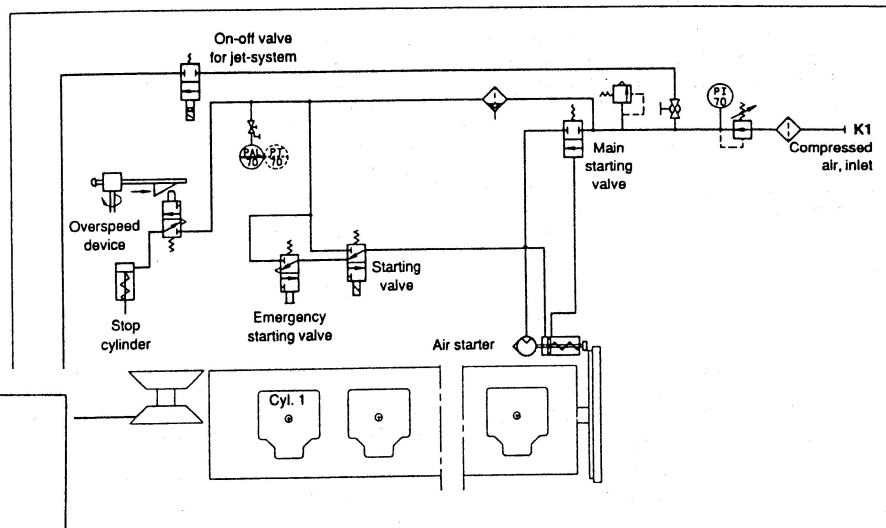 On-off valve
for jet-system
PI
70
K1
Compressed
air, inlet
Main
starting
valve
PAL
70
PT
70
Overspeed
device
Starting
valve
Emergency
starting valve
Stop
cylinder
Air starter
Cyl. 1